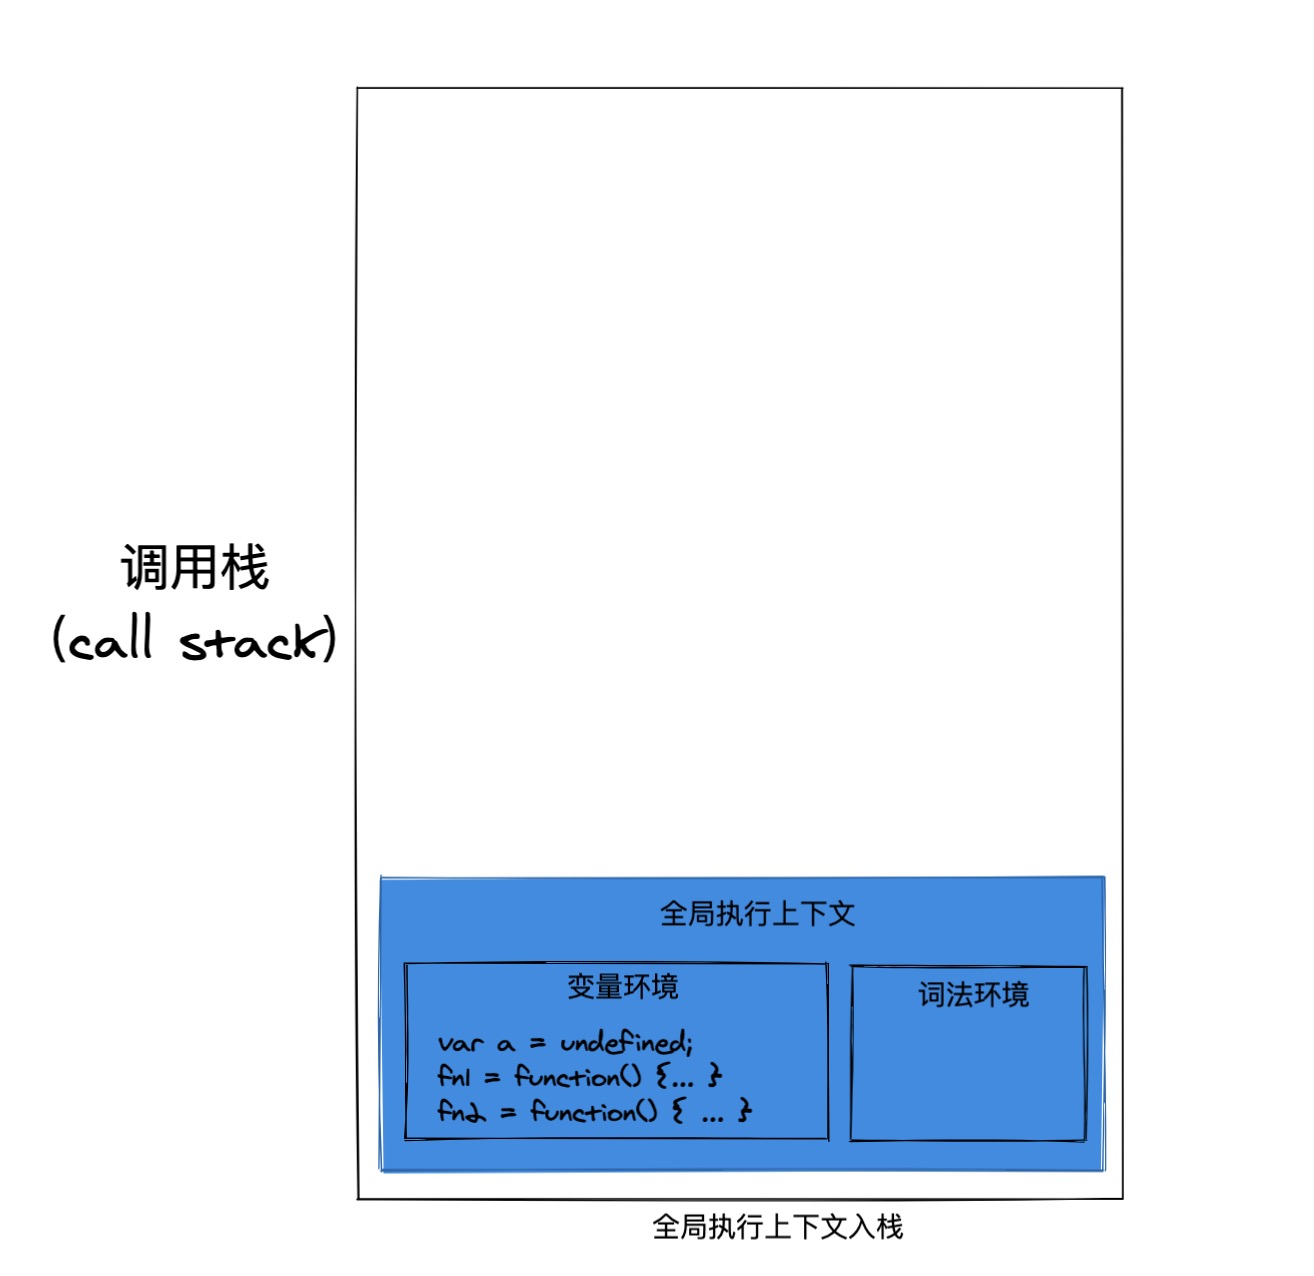 调用栈
(call stack)
全局执行上下文
变量环境
var a = undefined;
fn1 = function() {... }
fn2 = function() { ... }
词法环境
全局执行上下文入栈